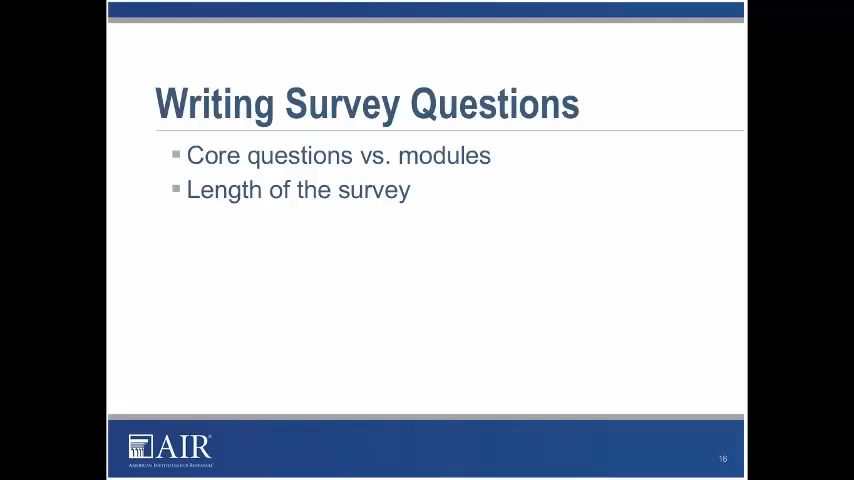 Writing Survey Questions
Core questions vs. modules
Length of the survey
AIR®
AMERICAN INSTITUTES FOR RESEARCH®
16